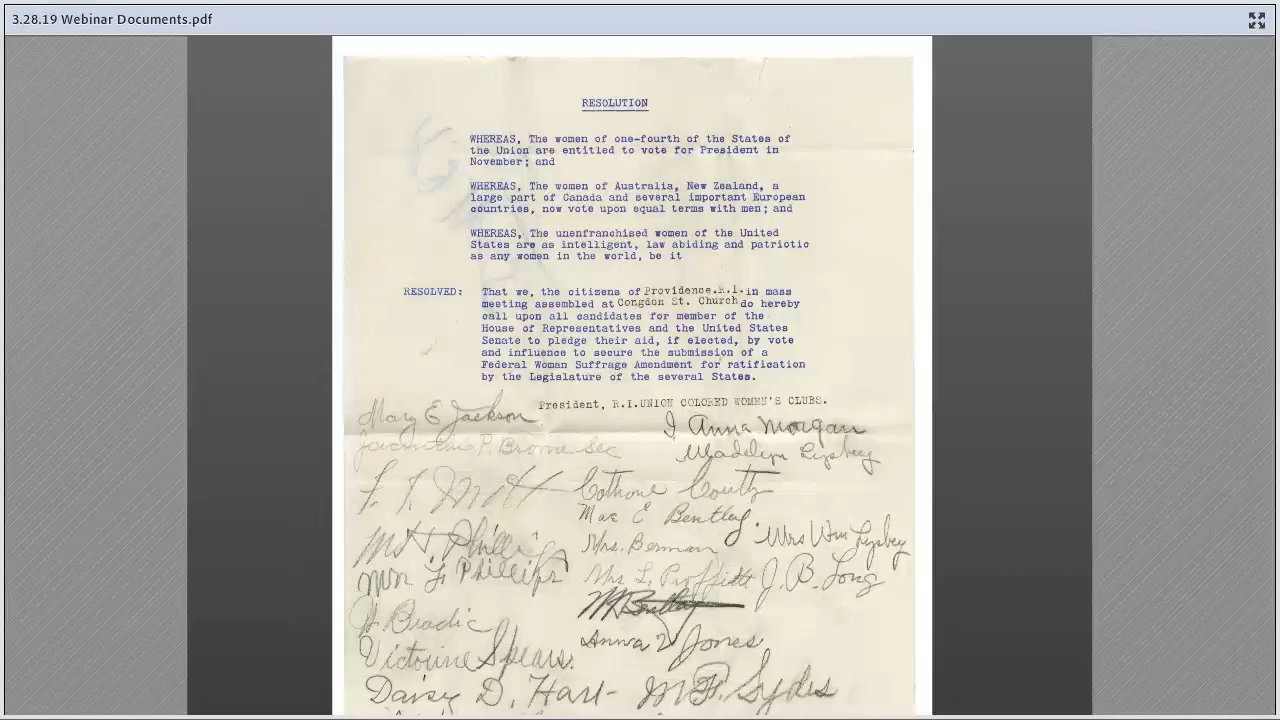 3.28.19 Webinar Documents.pdf
RESOLUTION
WHEREAS, The women of one-fourth of the States of
the Union are entitled to vote for President in
November; and
WHEREAS, The women of Australia, New Zealand, a
large part of Canada and several important European
countries, now vote upon equal terms with men; and
WHEREAS, The unenfranchised women of the United
States are as intelligent, law abiding and patriotic
as any women in the world, be it
RESOLVED: That we, the citizens of Providence.R.I. in mass
meeting assembled at Congdon St. Church do hereby
call upon all candidates for member of the
House of Representatives and the United States
Senate to pledge their aid, if elected, by vote
and influence to secure the submission of a
Federal Woman Suffrage Amendment for ratification
by the Legislature of the several States.
President, R.I.UNION COLORED WOMEN'S CLUBS.
Mary E Jackson
I Anna Morgan
P. Brown Sec
Madelyn
Mae E Bentley
Mrs Wm
Mrs. Berman
Phillips
Mrs L. Proffitt J. B. Long
Wm F Phillips
Anna V Jones
Victorine Spears.
Daisy D. Hart M F. Sydes